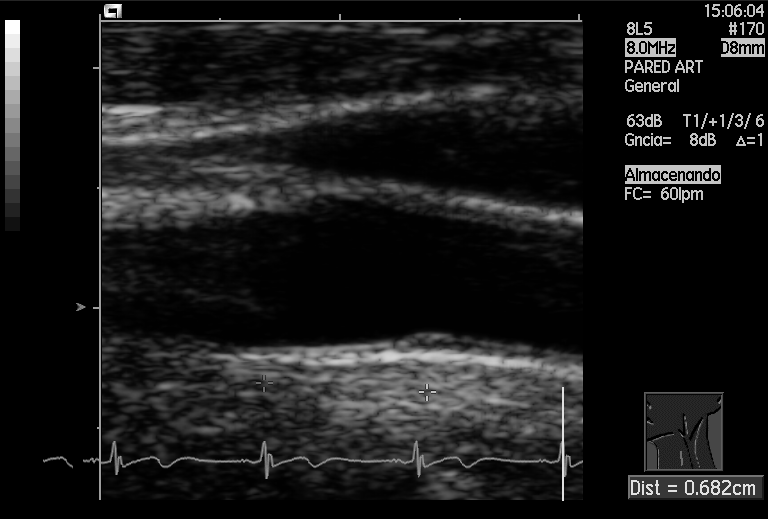 15:06:04
8L5 #170
8.0MHz 08mm
PARED ART
General
63dB T1/+1/3/ 6
Gncia= 8dB Δ=1
Almacenando
FC= 60lpm
Dist = 0.682cm